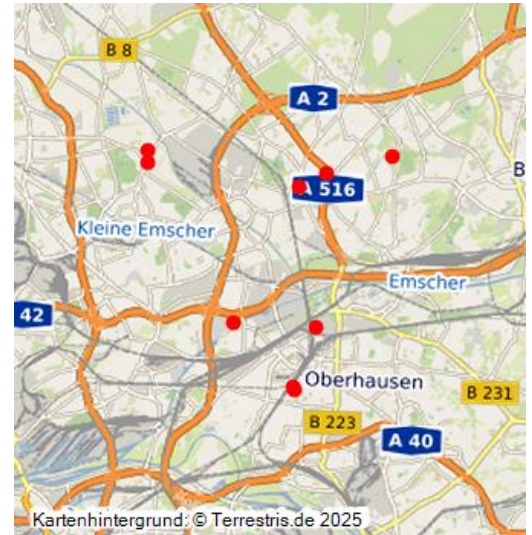 B 8
A 2
A 516
B
Kleine Emscher
Emscher
42
Oberhausen
B 231
B 223
A 40
Kartenhintergrund: © Terrestris.de 2025